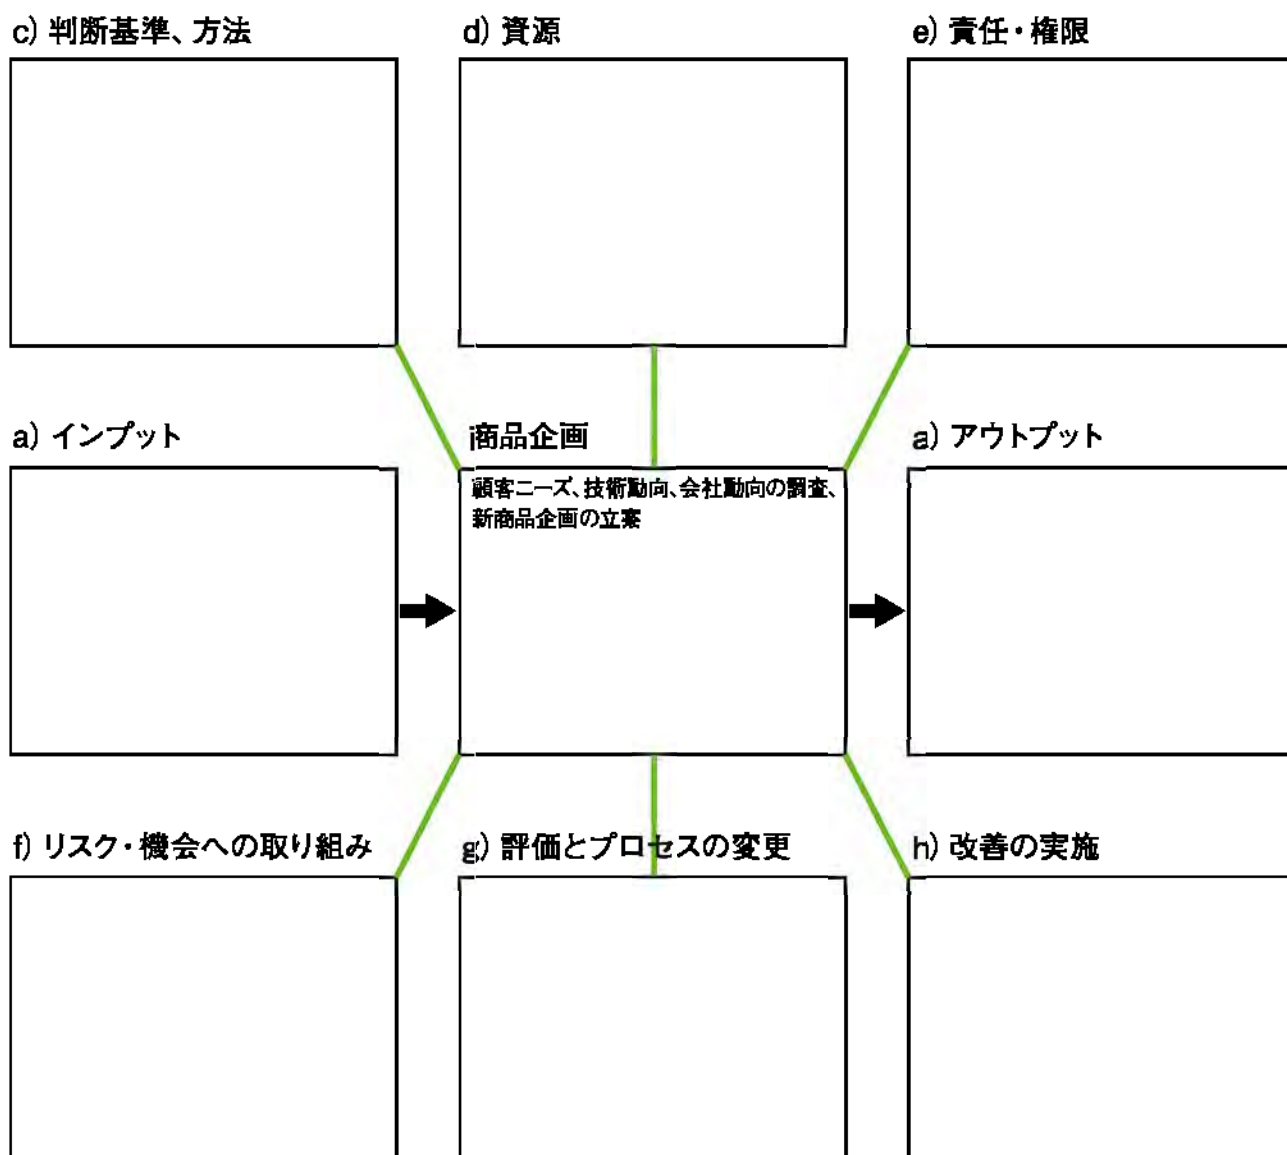 c) 判断基準、方法
d) 資源
e) 責任・権限
a) インプット
商品企画
a) アウトプット
顧客ニーズ、技術動向、会社動向の調査、
新商品企画の立案
f) リスク・機会への取り組み
g) 評価とプロセスの変更
h) 改善の実施